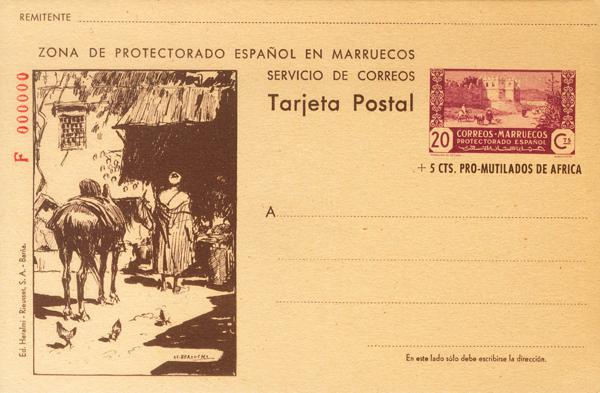 REMITENTE
ZONA DE PROTECTORADO ESPAÑOL EN MARRUECOS
SERVICIO DE CORREOS
Tarjeta Postal
F 000000
20 CORREOS-MARRUECOS CTS
PROTECTORADO ESPAÑOL
+ 5 CTS. PRO-MUTILADOS DE AFRICA
A
Ed. Heraimi - Rieusset, S. A. - Barna.
En este lado sólo debe escribirse la dirección.